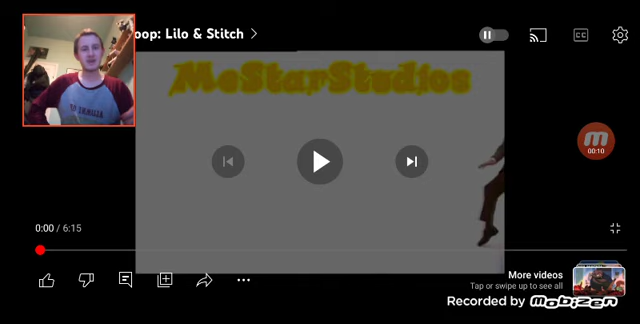 oop: Lilo & Stitch
CC
MeStarStudios
00:10
0:00 / 6:15
More videos
Tap or swipe up to see all
Recorded by Mobizen